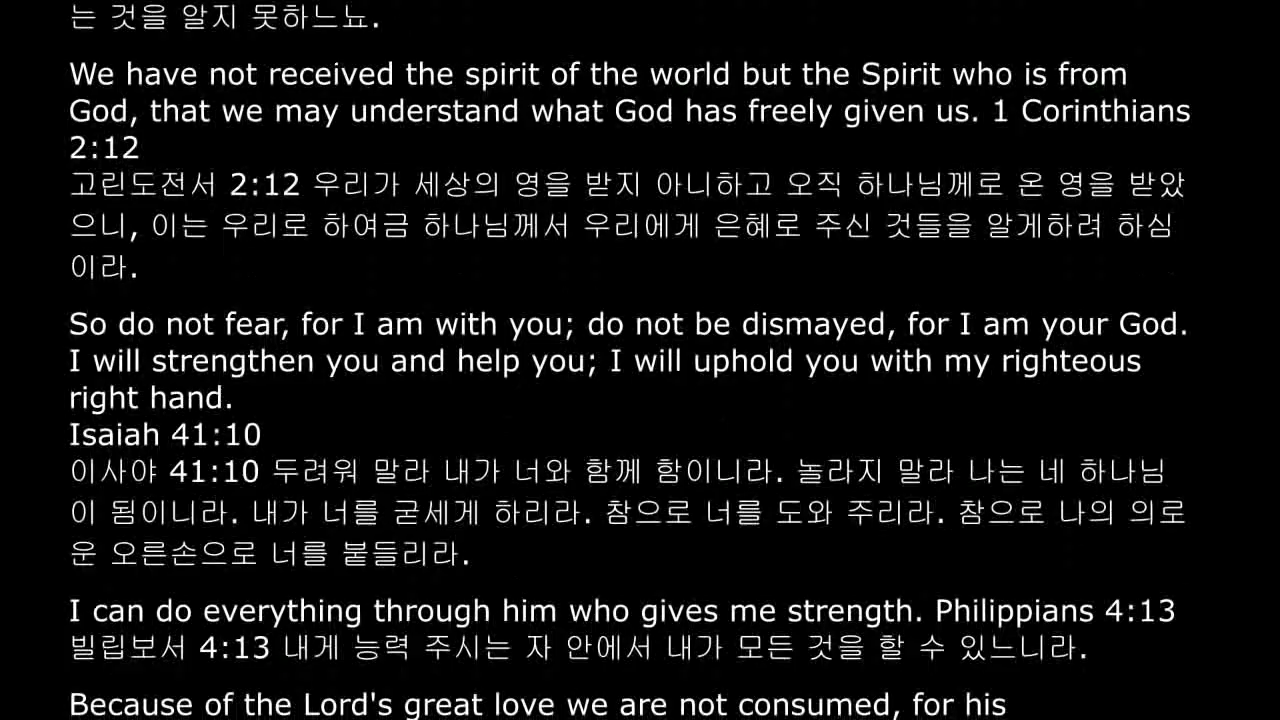 는 것을 알지 못하느뇨.
We have not received the spirit of the world but the Spirit who is from
God, that we may understand what God has freely given us. 1 Corinthians
2:12
고린도전서 2:12 우리가 세상의 영을 받지 아니하고 오직 하나님께로 온 영을 받았
으니, 이는 우리로 하여금 하나님께서 우리에게 은혜로 주신 것들을 알게하려 하심
이라.
So do not fear, for I am with you; do not be dismayed, for I am your God.
I will strengthen you and help you; I will uphold you with my righteous
right hand.
Isaiah 41:10
이사야 41:10 두려워 말라 내가 너와 함께 함이니라. 놀라지 말라 나는 네 하나님
이 됨이니라. 내가 너를 굳세게 하리라. 참으로 너를 도와 주리라. 참으로 나의 의로
운 오른손으로 너를 붙들리라.
I can do everything through him who gives me strength. Philippians 4:13
빌립보서 4:13 내게 능력 주시는 자 안에서 내가 모든 것을 할 수 있느니라.
Because of the Lord's great love we are not consumed, for his